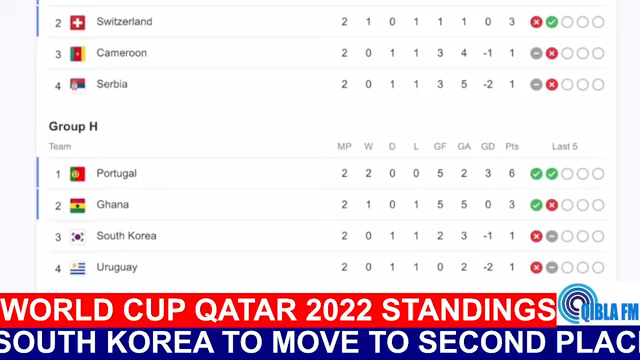 2 Switzerland 2 1 0 1 1 1 0 3
3 Cameroon 2 0 1 1 3 4 -1 1
4 Serbia 2 0 1 1 3 5 -2 1
Group H
Team MP W D L GF GA GD Pts Last 5
1 Portugal 2 2 0 0 5 2 3 6
2 Ghana 2 1 0 1 5 5 0 3
3 South Korea 2 0 1 1 2 3 -1 1
4 Uruguay 2 0 1 1 0 2 -2 1
WORLD CUP QATAR 2022 STANDINGS
QIBLA FM
SOUTH KOREA TO MOVE TO SECOND PLAC